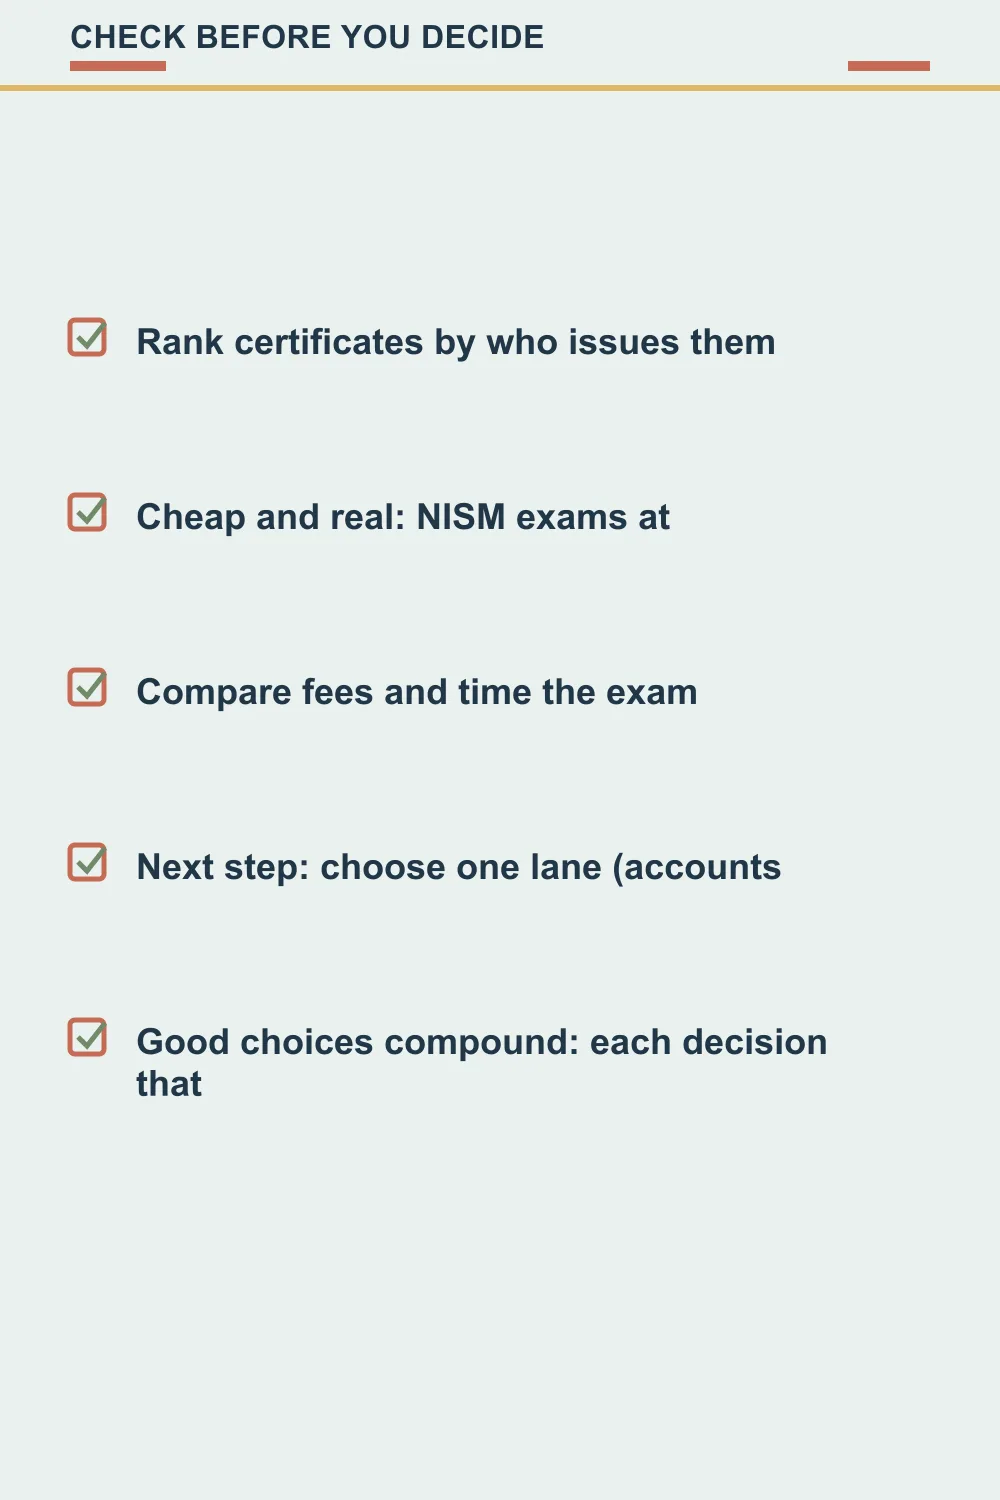 CHECK BEFORE YOU DECIDE
Rank certificates by who issues them
Cheap and real: NISM exams at
Compare fees and time the exam
Next step: choose one lane (accounts
Good choices compound: each decision
that